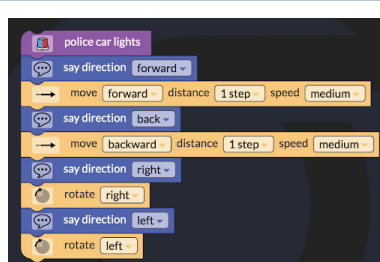 police car lights
say direction forward
move forward distance 1 step speed medium
say direction back
move backward distance 1 step speed medium
say direction right
rotate right
say direction left
rotate left